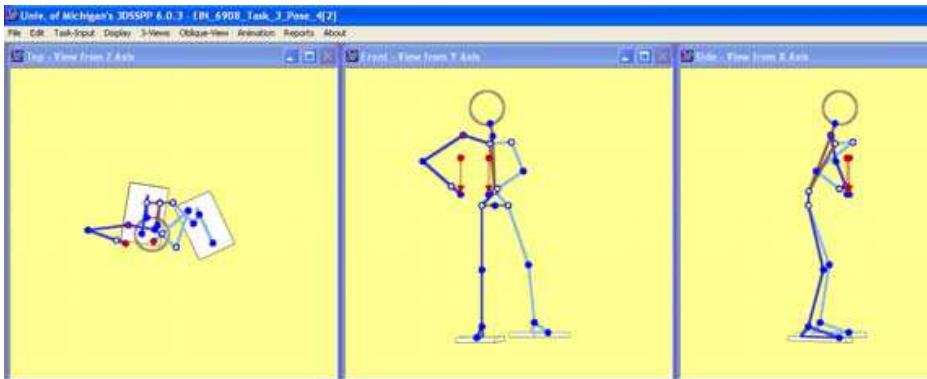 Univ. of Michigan's 3DSSPP 6.0.3 - EIN_6908_Task_3_Pose_4[2]
File Edit Task-Input Display 3-Views Oblique-View Animation Reports About
Top - View from Z Axis
Front - View from Y Axis
Side - View from X Axis